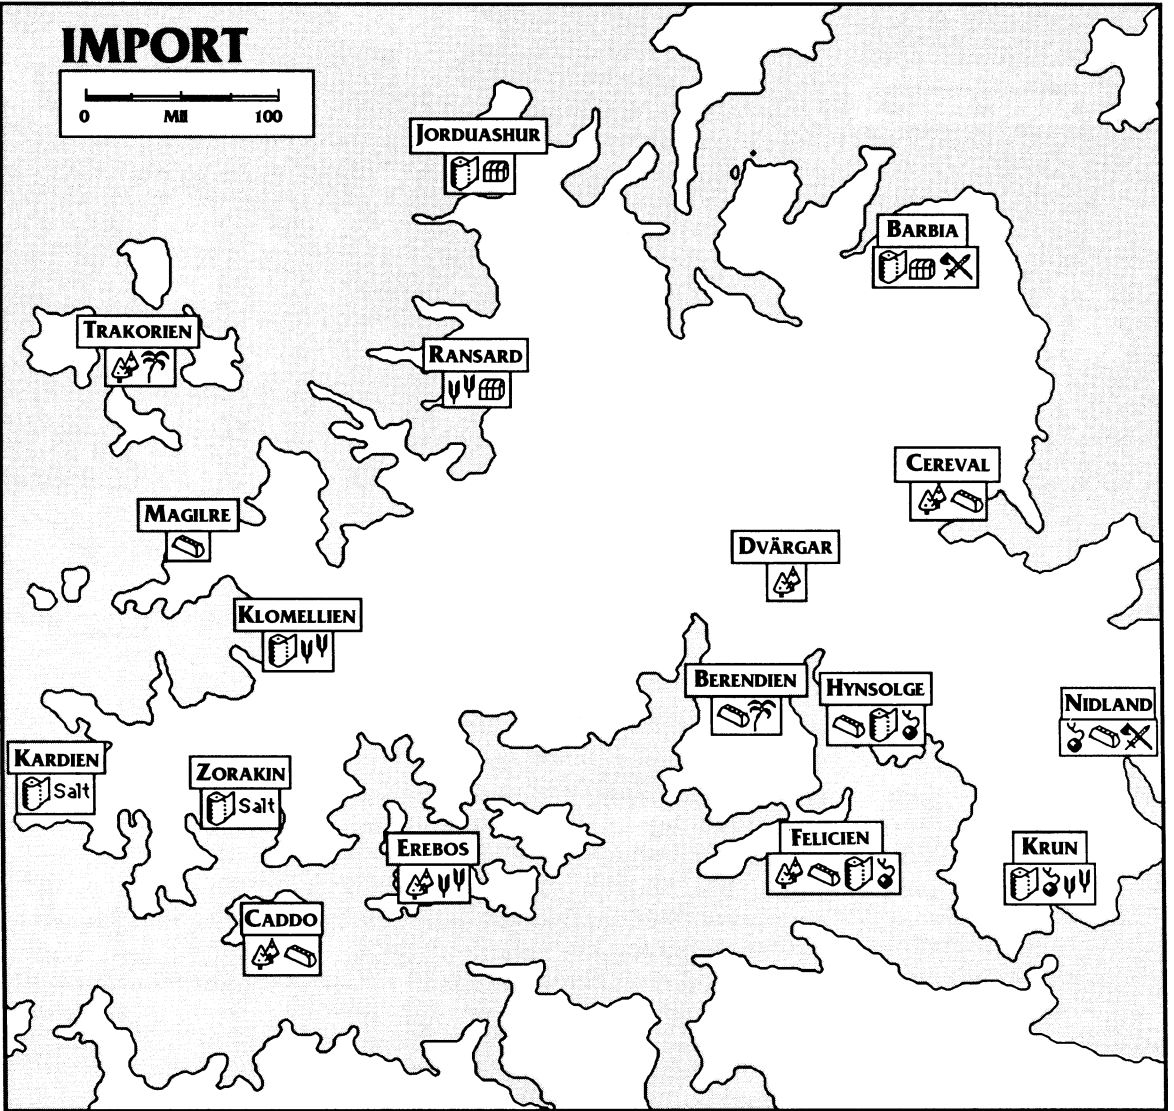 IMPORT
0 Mil 100
JORDUASHUR
BARBIA
TRAKORIEN
RANSARD
CEREVAL
MAGILRE
DVÄRGAR
KLOMELLIEN
BERENDIEN
HYNSOLGE
NIDLAND
KARDIEN
Salt
ZORAKIN
Salt
EREBOS
FELICIEN
KRUN
CADDO